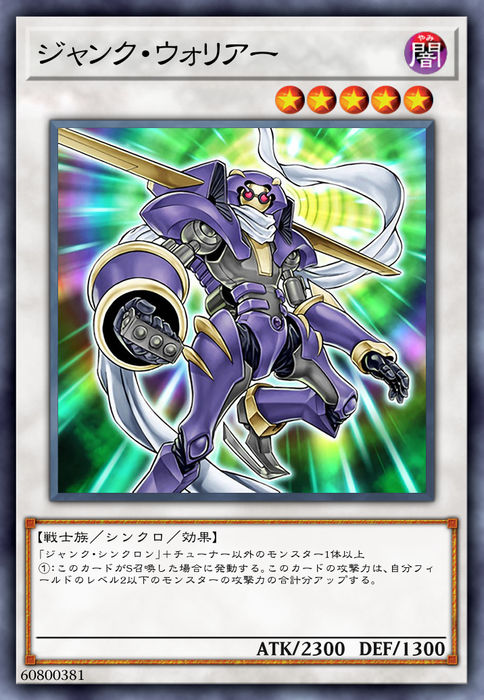 ジャンク・ウォリアー
やみ
闇
【戦士族／シンクロ／効果】
「ジャンク・シンクロン」＋チューナー以外のモンスター1体以上
①：このカードがS召喚した場合に発動する。このカードの攻撃力は、自分フィ
ールドのレベル2以下のモンスターの攻撃力の合計分アップする。
ATK/2300 DEF/1300
60800381